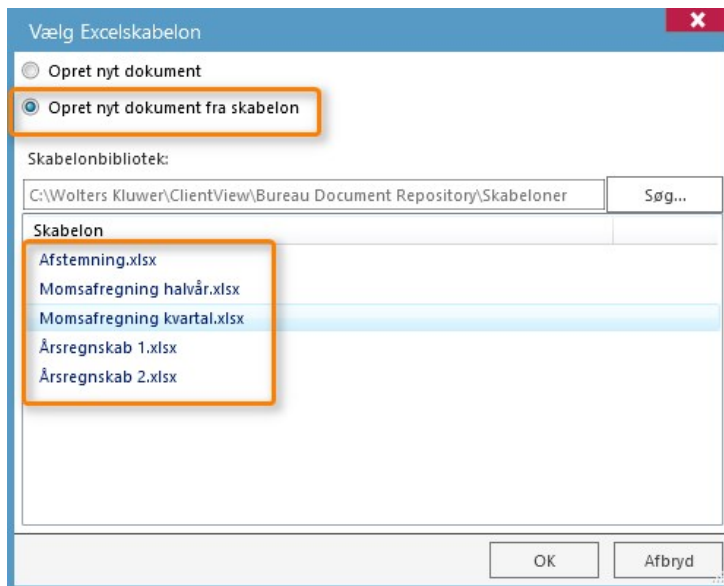 Vælg Excelskabelon
Opret nyt dokument
Opret nyt dokument fra skabelon
Skabelonbibliotek:
C:\Wolters Kluwer\ClientView\Bureau Document Repository\Skabeloner Søg...
Skabelon
Afstemning.xlsx
Momsafregning halvår.xlsx
Momsafregning kvartal.xlsx
Årsregnskab 1.xlsx
Årsregnskab 2.xlsx
OK Afbryd